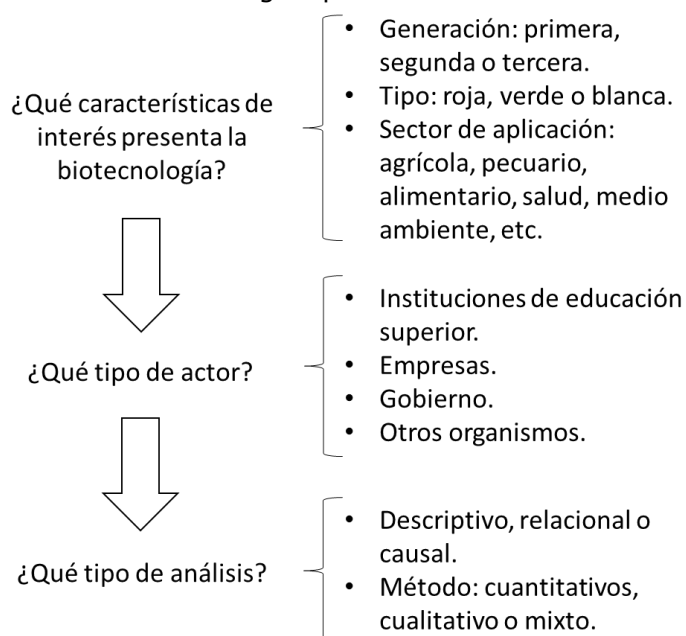 ¿Qué características de
interés presenta la
biotecnología?
• Generación: primera,
segunda o tercera.
• Tipo: roja, verde o blanca.
• Sector de aplicación:
agrícola, pecuario,
alimentario, salud, medio
ambiente, etc.
¿Qué tipo de actor?
• Instituciones de educación
superior.
• Empresas.
• Gobierno.
• Otros organismos.
¿Qué tipo de análisis?
• Descriptivo, relacional o
causal.
• Método: cuantitativos,
cualitativo o mixto.